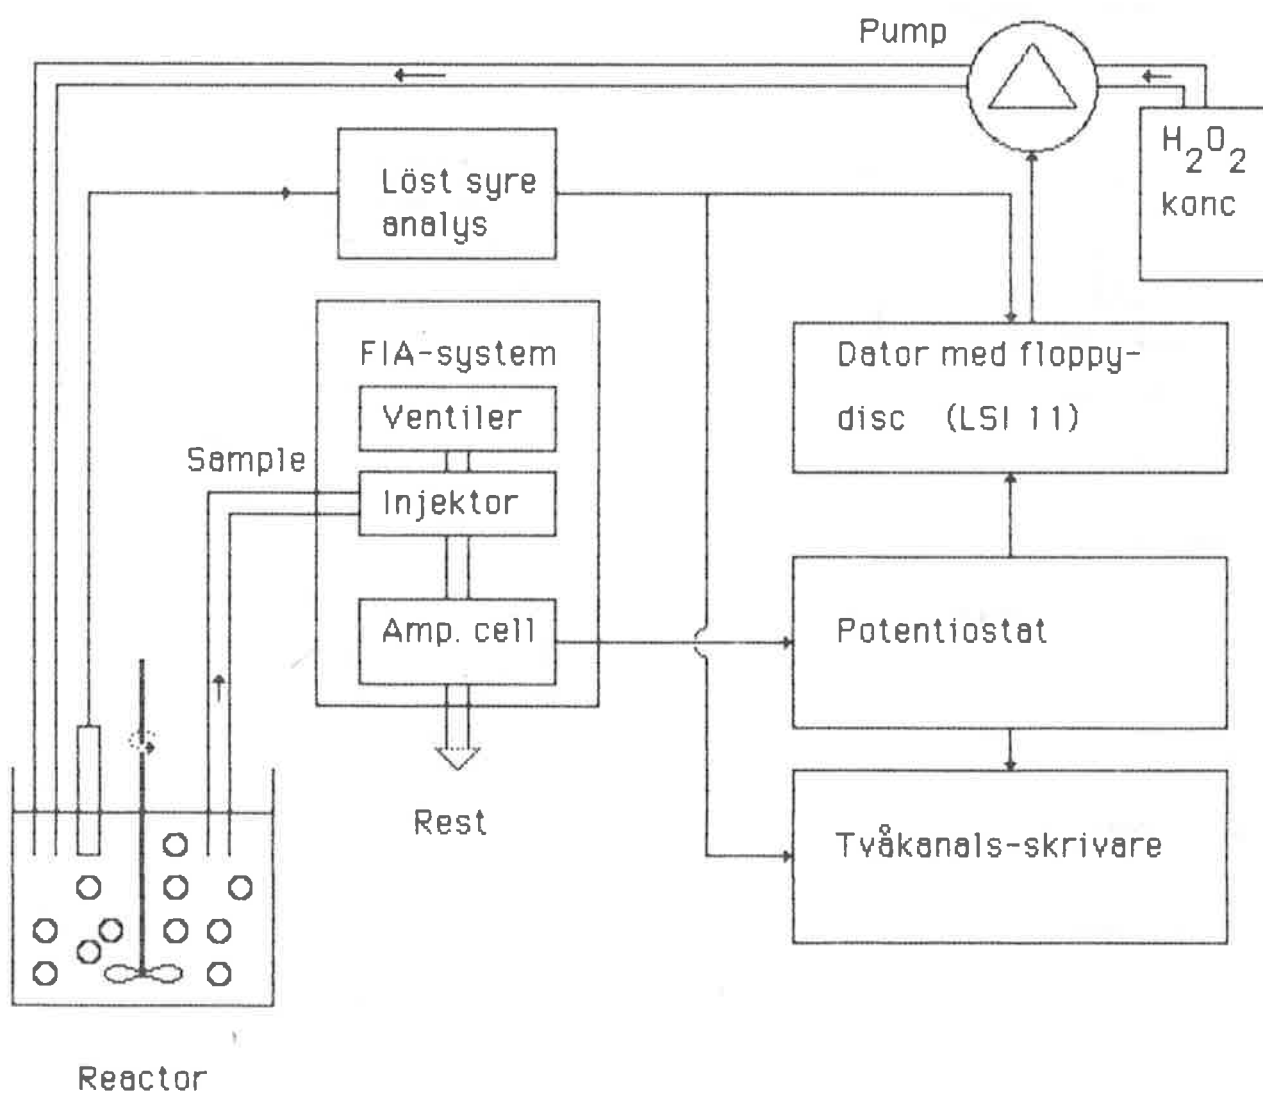 Pump
H2O2
konc
Löst syre
analys
FIA-system
Ventiler
Sample
Injektor
Amp. cell
Rest
Dator med floppy-
disc (LSI 11)
Potentiostat
Tvåkanals-skrivare
Reactor